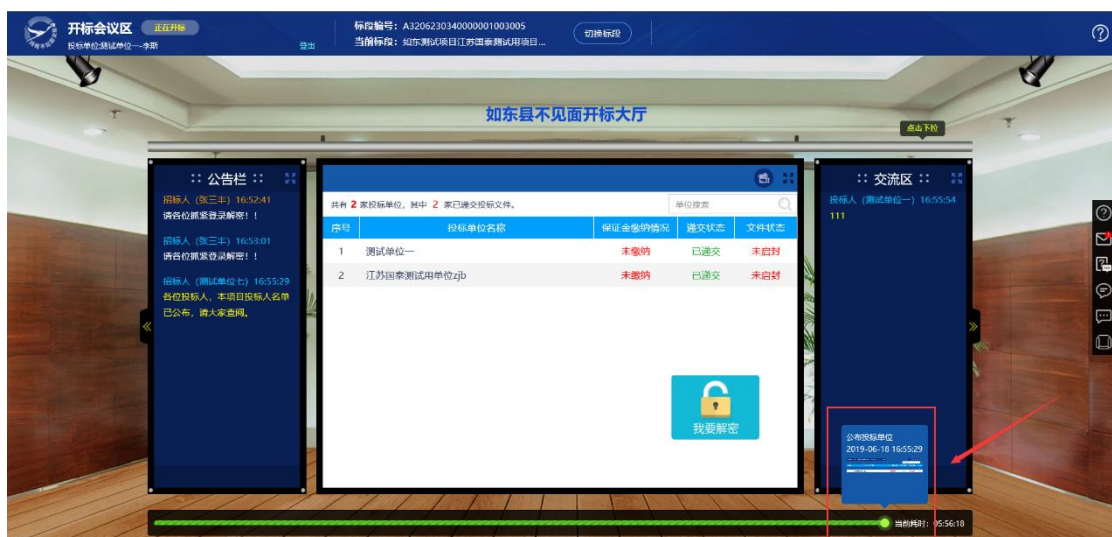 开标会议区 正在开标
投标单位:测试单位一--李斯
登出
标段编号：A3206230340000001003005
当前标段：如东测试项目江苏国泰测试用项目...
切换标段
如东县不见面开标大厅
点击下拉
:: 公告栏 ::
招标人（张三丰）16:52:41
请各位抓紧登录解密！！
招标人（张三丰）16:53:01
请各位抓紧登录解密！！
招标人（测试单位七）16:55:29
各位投标人，本项目投标人名单
已公布，请大家查阅。
共有 2 家投标单位，其中 2 家已递交投标文件。
单位搜索
序号 投标单位名称 保证金缴纳情况 递交状态 文件状态
1 测试单位一 未缴纳 已递交 未启封
2 江苏国泰测试用单位zjb 未缴纳 已递交 未启封
我要解密
:: 交流区 ::
投标人（测试单位一）16:55:54
111
公布投标单位
2019-06-18 16:55:29
当前耗时：05:56:18